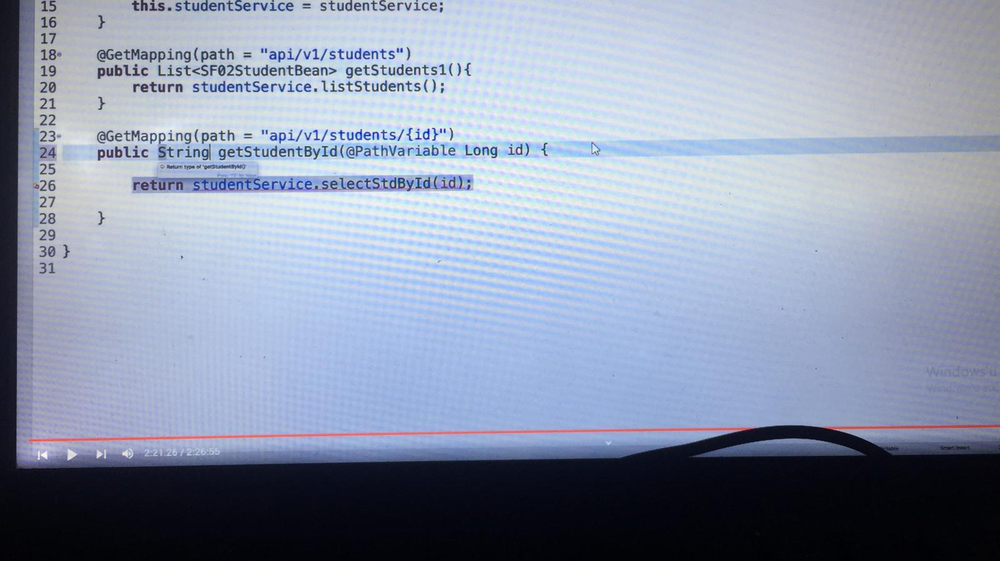 15 this.studentService = studentService;
16 }
17
18 @GetMapping(path = "api/v1/students")
19 public List<SF02StudentBean> getStudents1(){
20 return studentService.listStudents();
21 }
22
23 @GetMapping(path = "api/v1/students/{id}")
24 public String getStudentById(@PathVariable Long id) {
25
Return type of 'getStudentById()'
26 return studentService.selectStdById(id);
27
28 }
29
30 }
31
Windows'u
2:21:26 / 2:26:55
Smart Insert